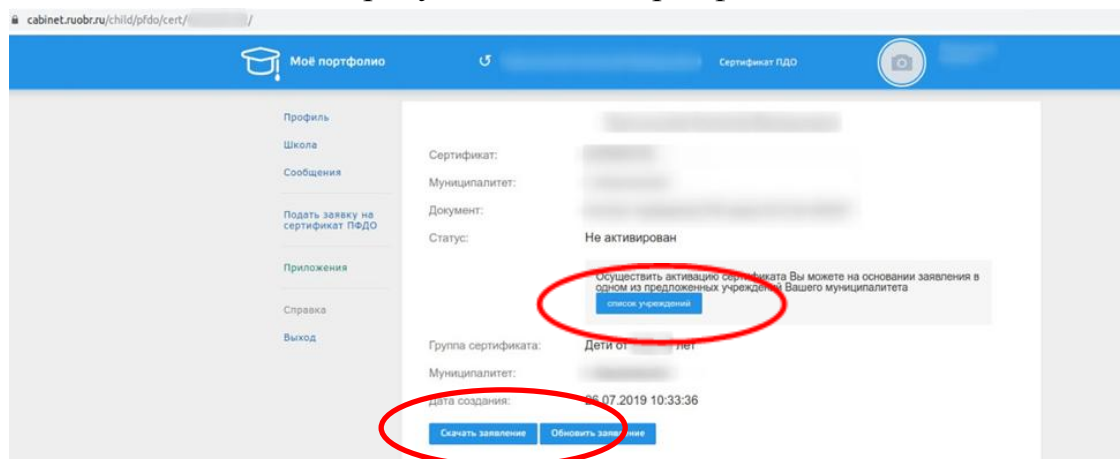 cabinet.ruobr.ru/child/pfdo/cert/ /
Моё портфолио
Сертификат ПДО
Профиль
Школа
Сообщения
Подать заявку на
сертификат ПФДО
Приложения
Справка
Выход
Сертификат:
Муниципалитет:
Документ:
Статус: Не активирован
Осуществить активацию сертификата Вы можете на основании заявления в
одном из предложенных учреждений Вашего муниципалитета
список учреждений
Группа сертификата: Дети от лет
Муниципалитет:
Дата создания: 26.07.2019 10:33:36
Скачать заявление Обновить заявление